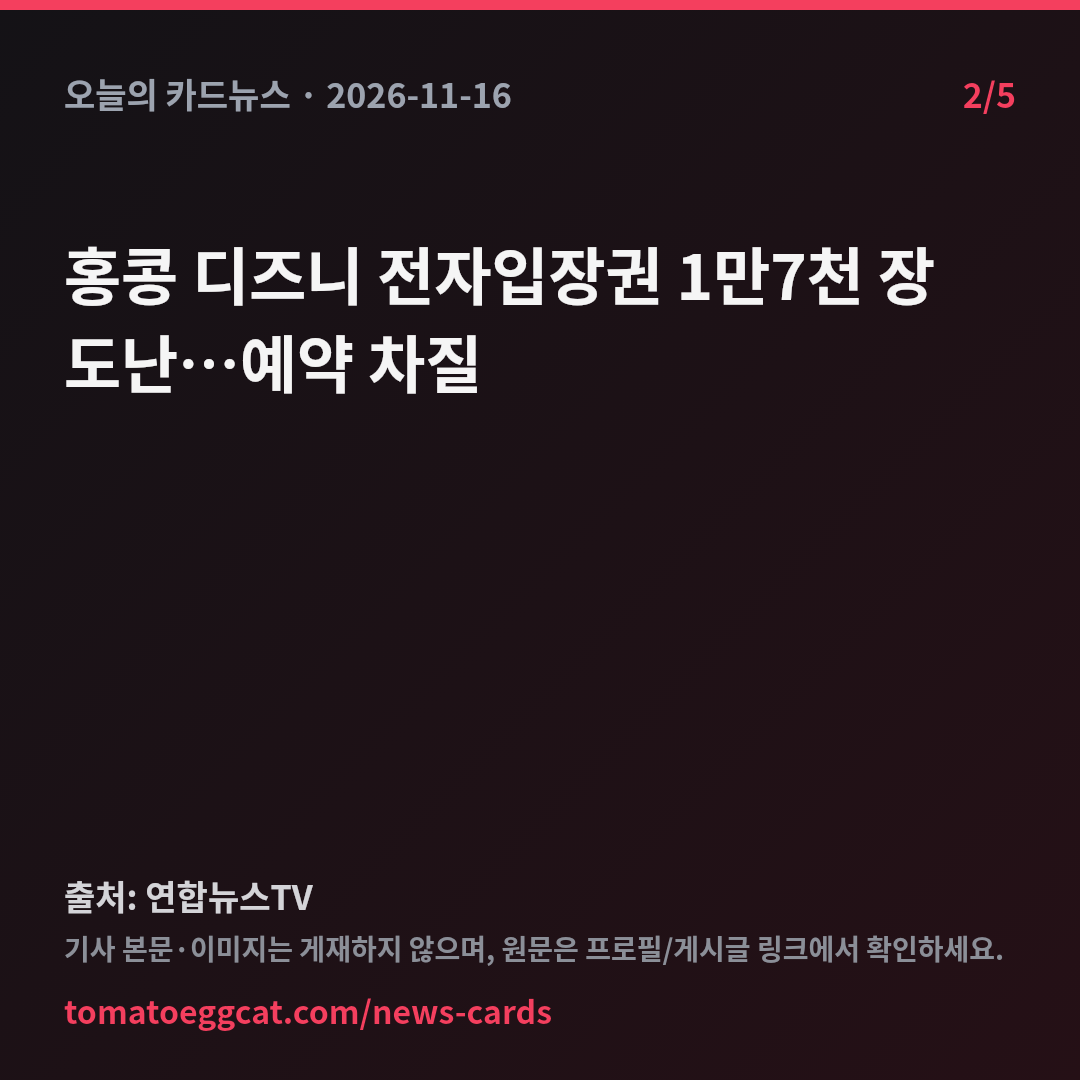 오늘의 카드뉴스 · 2026-11-16
2/5
홍콩 디즈니 전자입장권 1만7천 장
도난…예약 차질
출처: 연합뉴스TV
기사 본문·이미지는 게재하지 않으며, 원문은 프로필/게시글 링크에서 확인하세요.
tomatoeggcat.com/news-cards